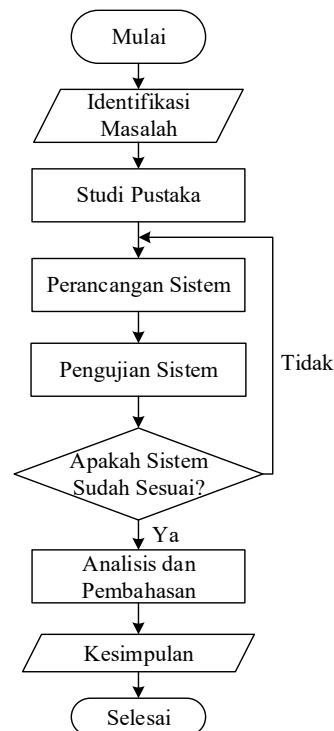 Mulai
Identifikasi
Masalah
Studi Pustaka
Perancangan Sistem
Pengujian Sistem
Tidak
Apakah Sistem
Sudah Sesuai?
Ya
Analisis dan
Pembahasan
Kesimpulan
Selesai